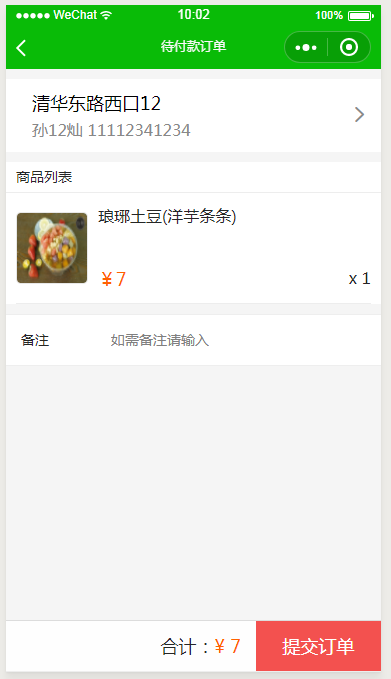 WeChat 10:02 100%
待付款订单
清华东路西口12
孙12灿 11112341234
商品列表
琅琊土豆(洋芋条条)
¥ 7 x 1
备注 如需备注请输入
合计：¥ 7 提交订单